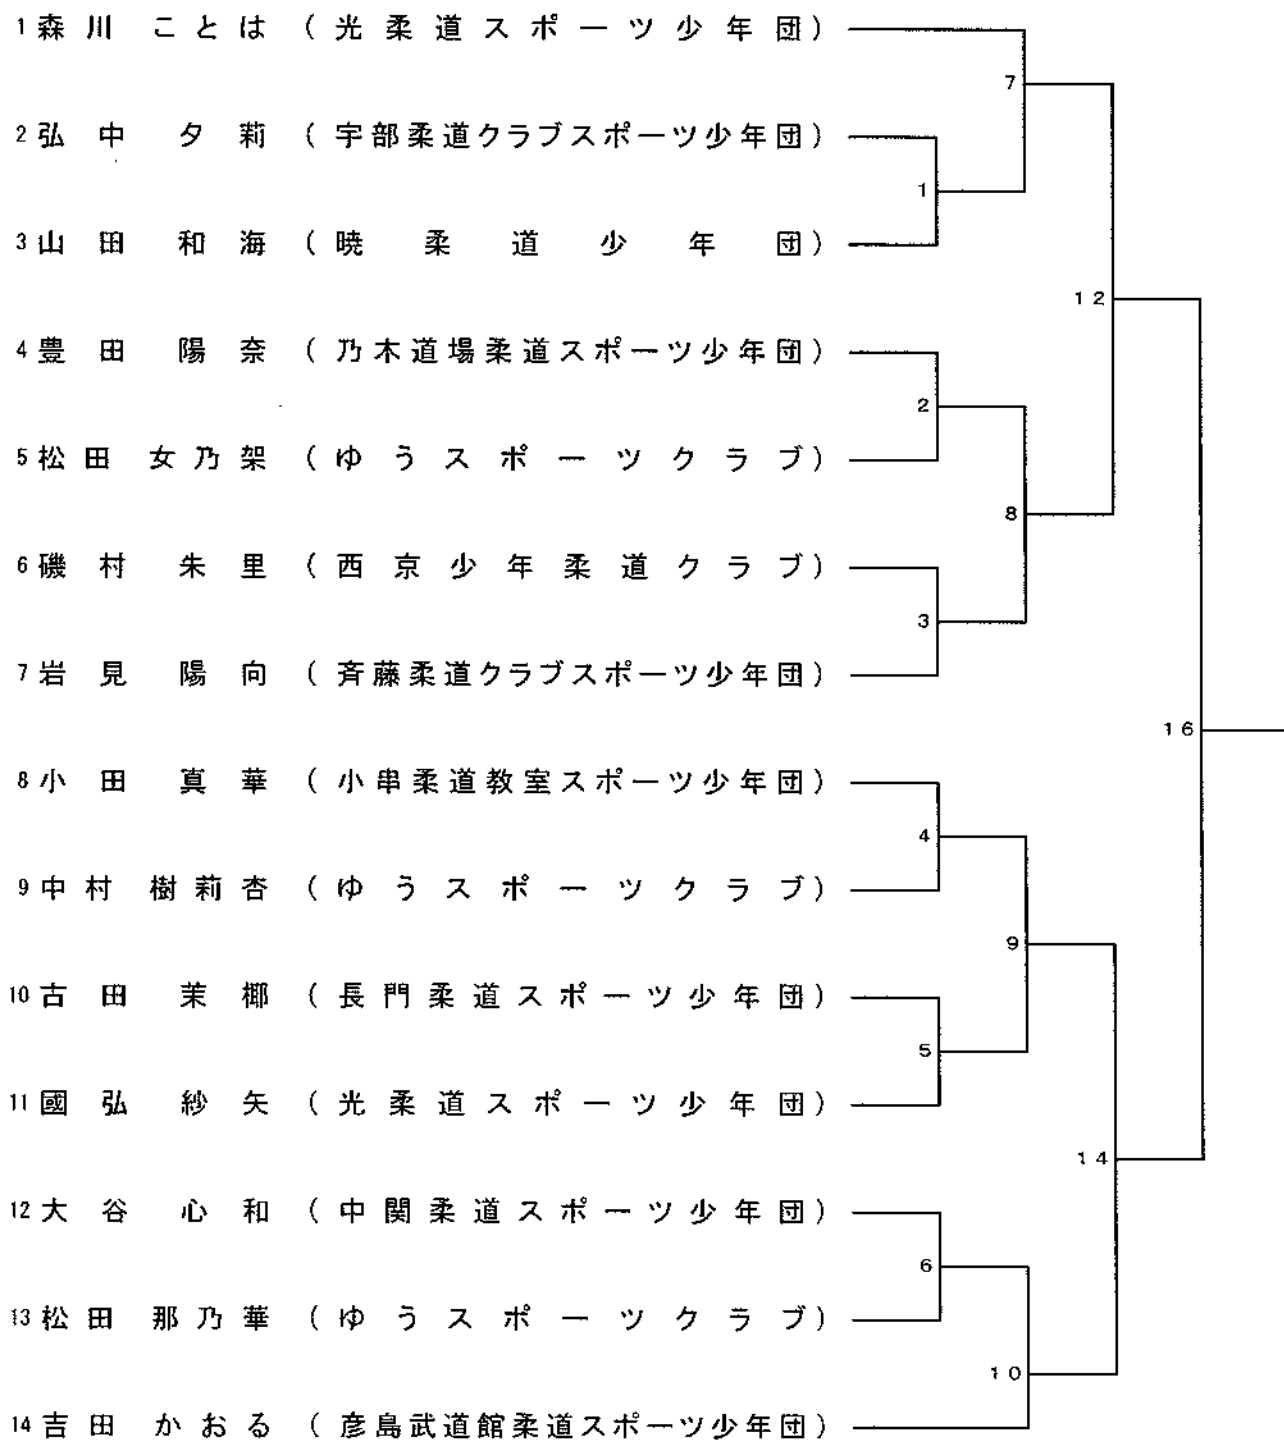 1 森川 ことは (光柔道スポーツ少年団)
7
2 弘中 夕莉 (宇部柔道クラブスポーツ少年団)
1
3 山田 和海 (暁柔道少年団)
12
4 豊田 陽奈 (乃木道場柔道スポーツ少年団)
2
5 松田 女乃架 (ゆうスポーツクラブ)
8
6 磯村 朱里 (西京少年柔道クラブ)
3
7 岩見 陽向 (斉藤柔道クラブスポーツ少年団)
16
8 小田 真華 (小串柔道教室スポーツ少年団)
4
9 中村 樹莉杏 (ゆうスポーツクラブ)
9
10 古田 茉椰 (長門柔道スポーツ少年団)
5
11 國弘 紗矢 (光柔道スポーツ少年団)
14
12 大谷 心和 (中関柔道スポーツ少年団)
6
13 松田 那乃華 (ゆうスポーツクラブ)
10
14 吉田 かおる (彦島武道館柔道スポーツ少年団)